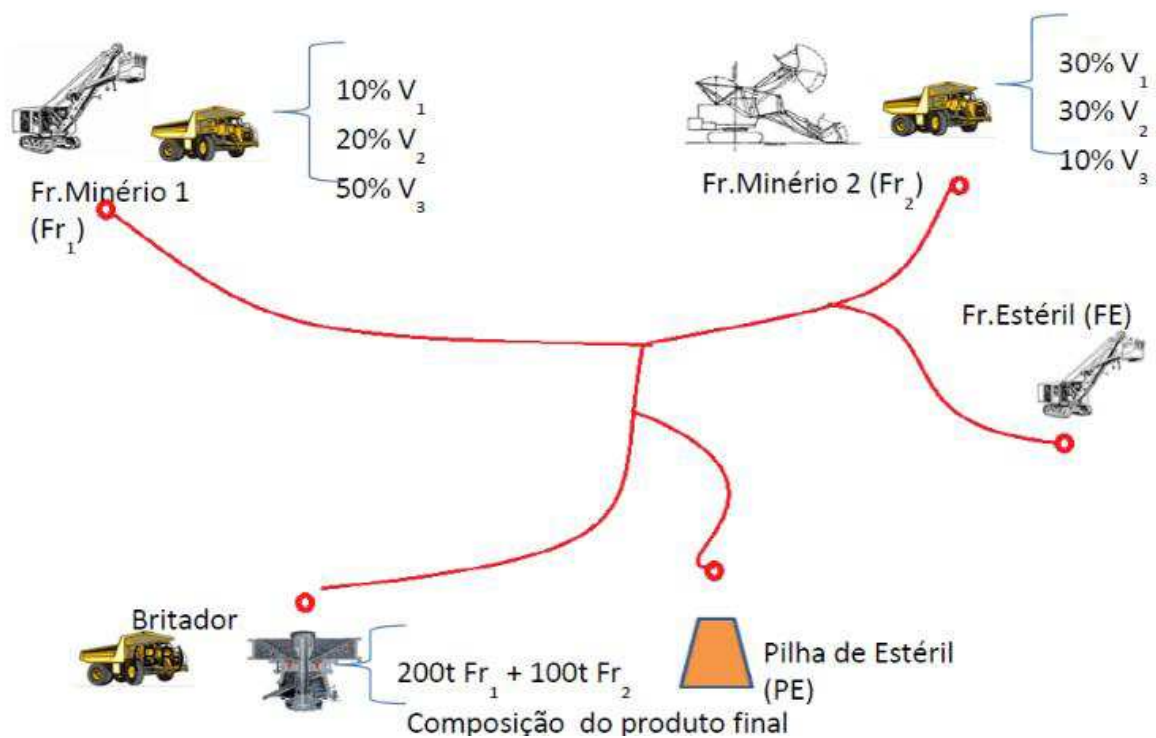 10% V₁
20% V₂
50% V₃
Fr.Minério 1
(Fr₁)
30% V₁
30% V₂
10% V₃
Fr.Minério 2 (Fr₂)
Fr.Estéril (FE)
Britador
200t Fr₁ + 100t Fr₂
Composição do produto final
Pilha de Estéril
(PE)